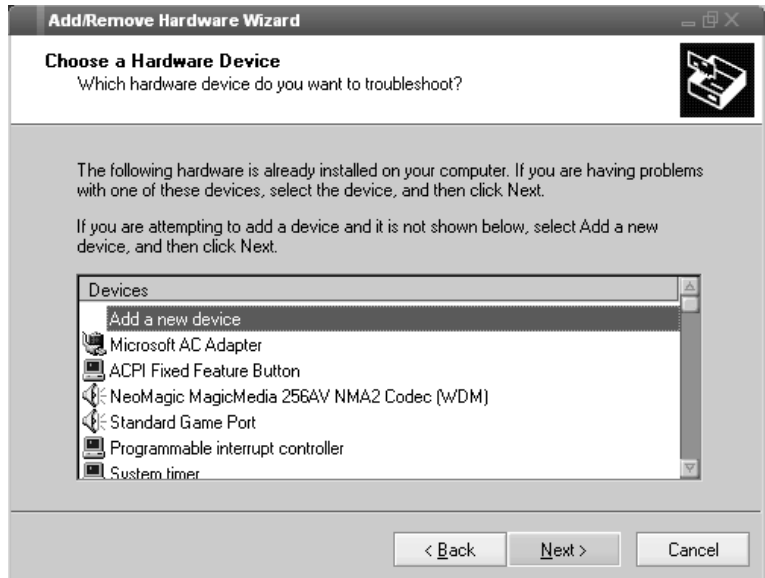 Add/Remove Hardware Wizard
Choose a Hardware Device
Which hardware device do you want to troubleshoot?
The following hardware is already installed on your computer. If you are having problems
with one of these devices, select the device, and then click Next.
If you are attempting to add a device and it is not shown below, select Add a new
device, and then click Next.
Devices
Add a new device
Microsoft AC Adapter
ACPI Fixed Feature Button
NeoMagic MagicMedia 256AV NMA2 Codec (WDM)
Standard Game Port
Programmable interrupt controller
System timer
< Back Next > Cancel